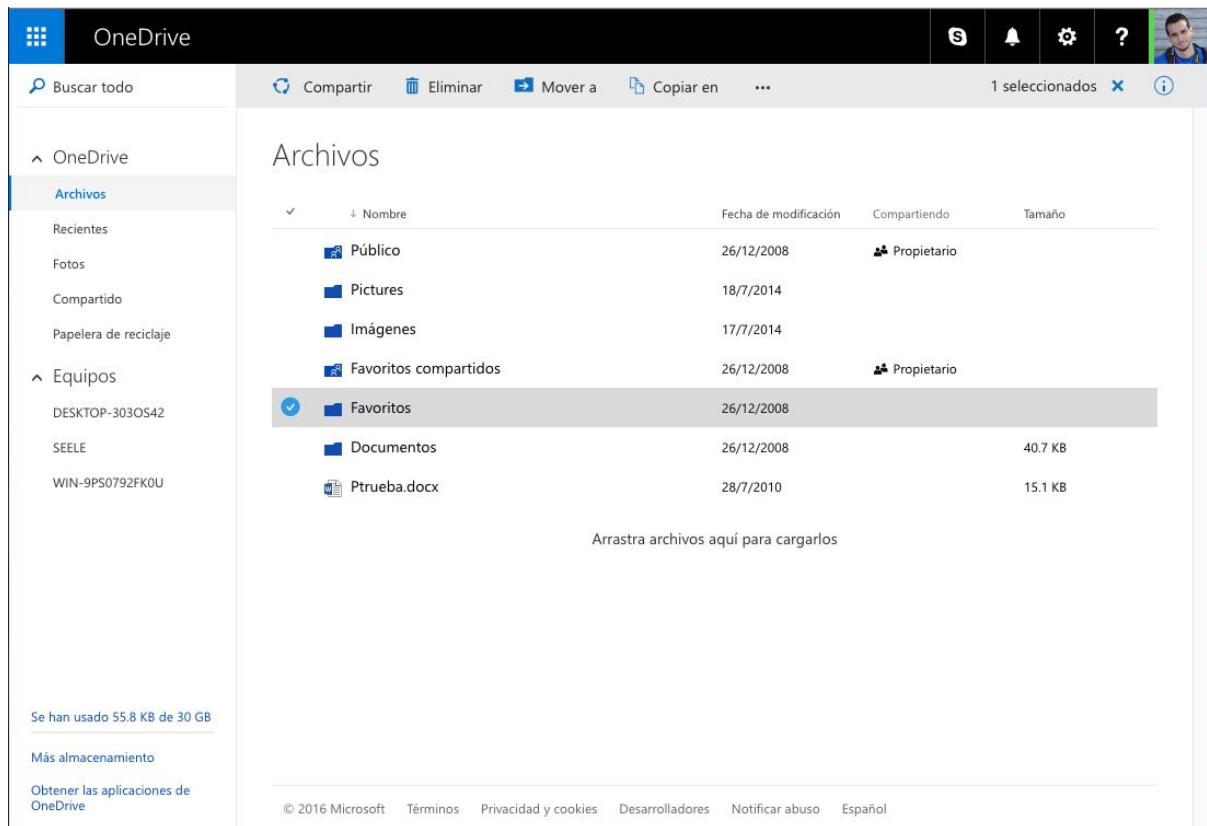 OneDrive
Buscar todo
Compartir Eliminar Mover a Copiar en ... 1 seleccionados
OneDrive
Archivos
Recientes
Fotos
Compartido
Papelera de reciclaje
Equipos
DESKTOP-303OS42
SEELE
WIN-9PS0792FK0U
Se han usado 55.8 KB de 30 GB
Más almacenamiento
Obtener las aplicaciones de
OneDrive
Archivos
Nombre Fecha de modificación Compartiendo Tamaño
Público 26/12/2008 Propietario
Pictures 18/7/2014
Imágenes 17/7/2014
Favoritos compartidos 26/12/2008 Propietario
Favoritos 26/12/2008
Documentos 26/12/2008 40.7 KB
Ptrueba.docx 28/7/2010 15.1 KB
Arrastra archivos aquí para cargarlos
© 2016 Microsoft Términos Privacidad y cookies Desarrolladores Notificar abuso Español